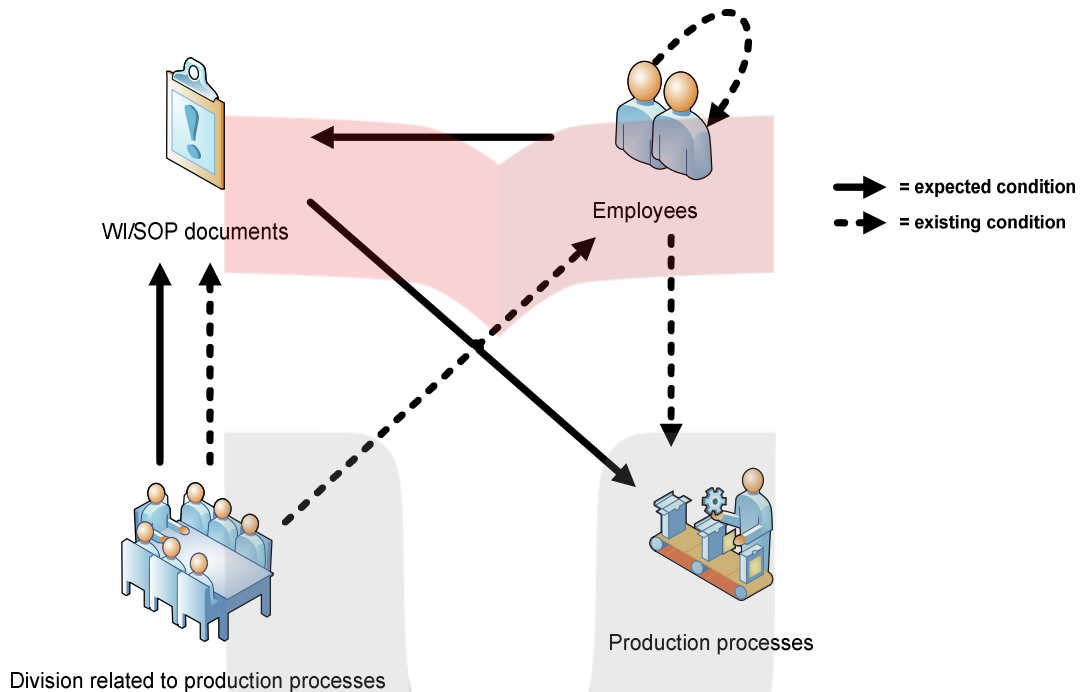 Employees
WI/SOP documents
= expected condition
= existing condition
Production processes
Division related to production processes